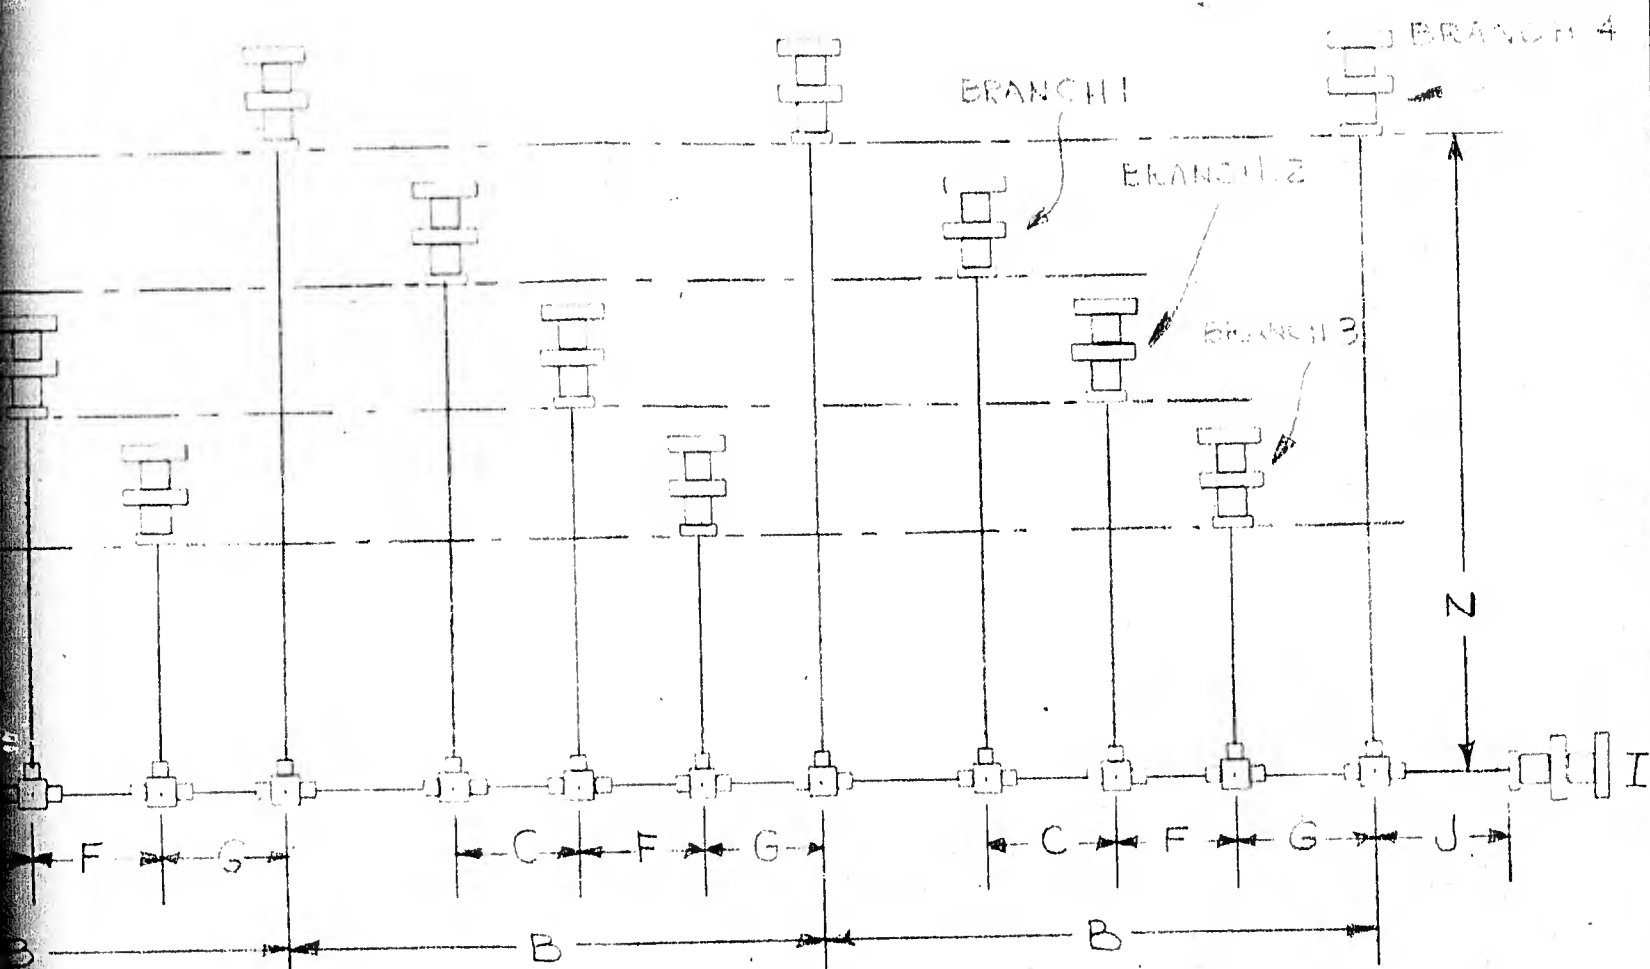 BRANCH 4
BRANCH 1
BRANCH 2
BRANCH 3
N
I
F G C F G C F G J
B B B